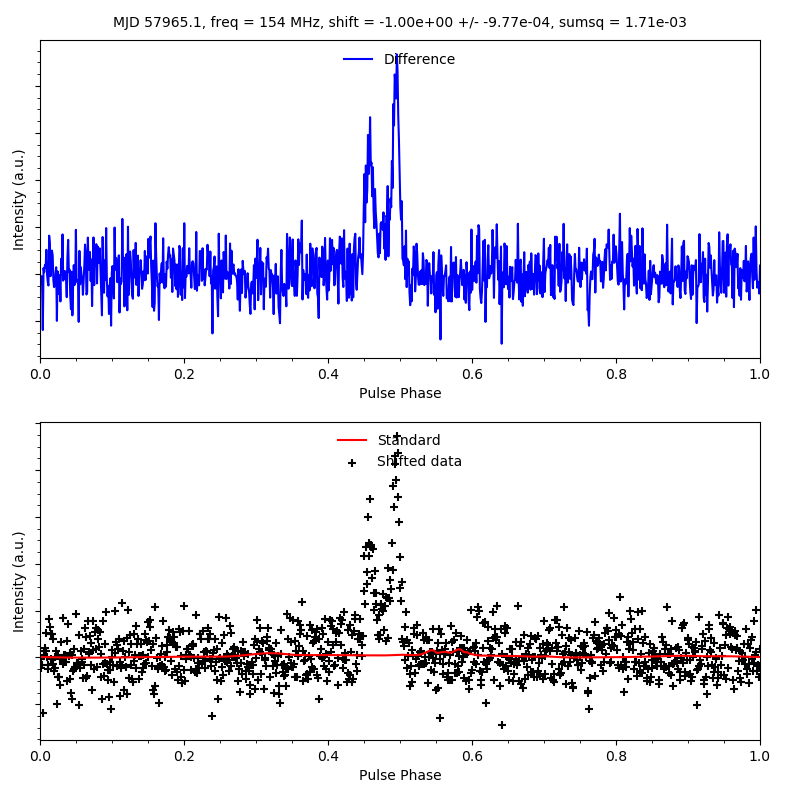 MJD 57965.1, freq = 154 MHz, shift = -1.00e+00 +/- -9.77e-04, sumsq = 1.71e-03
Difference
Intensity (a.u.)
0.0 0.2 0.4 0.6 0.8 1.0
Pulse Phase
Standard
Shifted data
Intensity (a.u.)
0.0 0.2 0.4 0.6 0.8 1.0
Pulse Phase